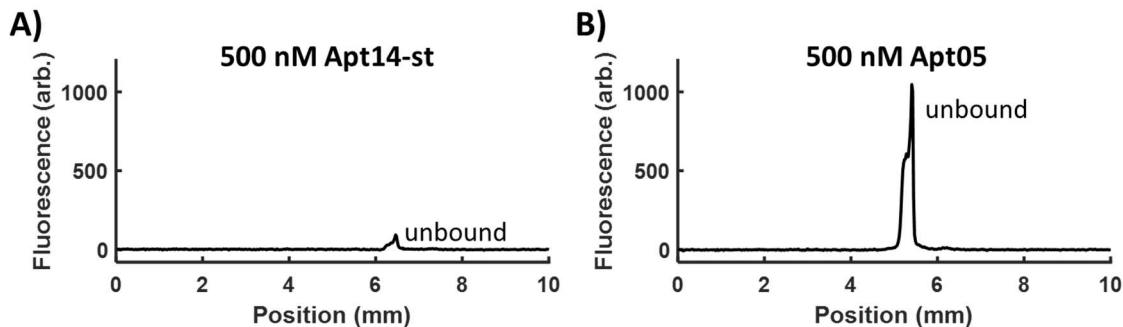 A)
500 nM Apt14-st
Fluorescence (arb.)
1000
500
0
unbound
0 2 4 6 8 10
Position (mm)
B)
500 nM Apt05
Fluorescence (arb.)
1000
500
0
unbound
0 2 4 6 8 10
Position (mm)